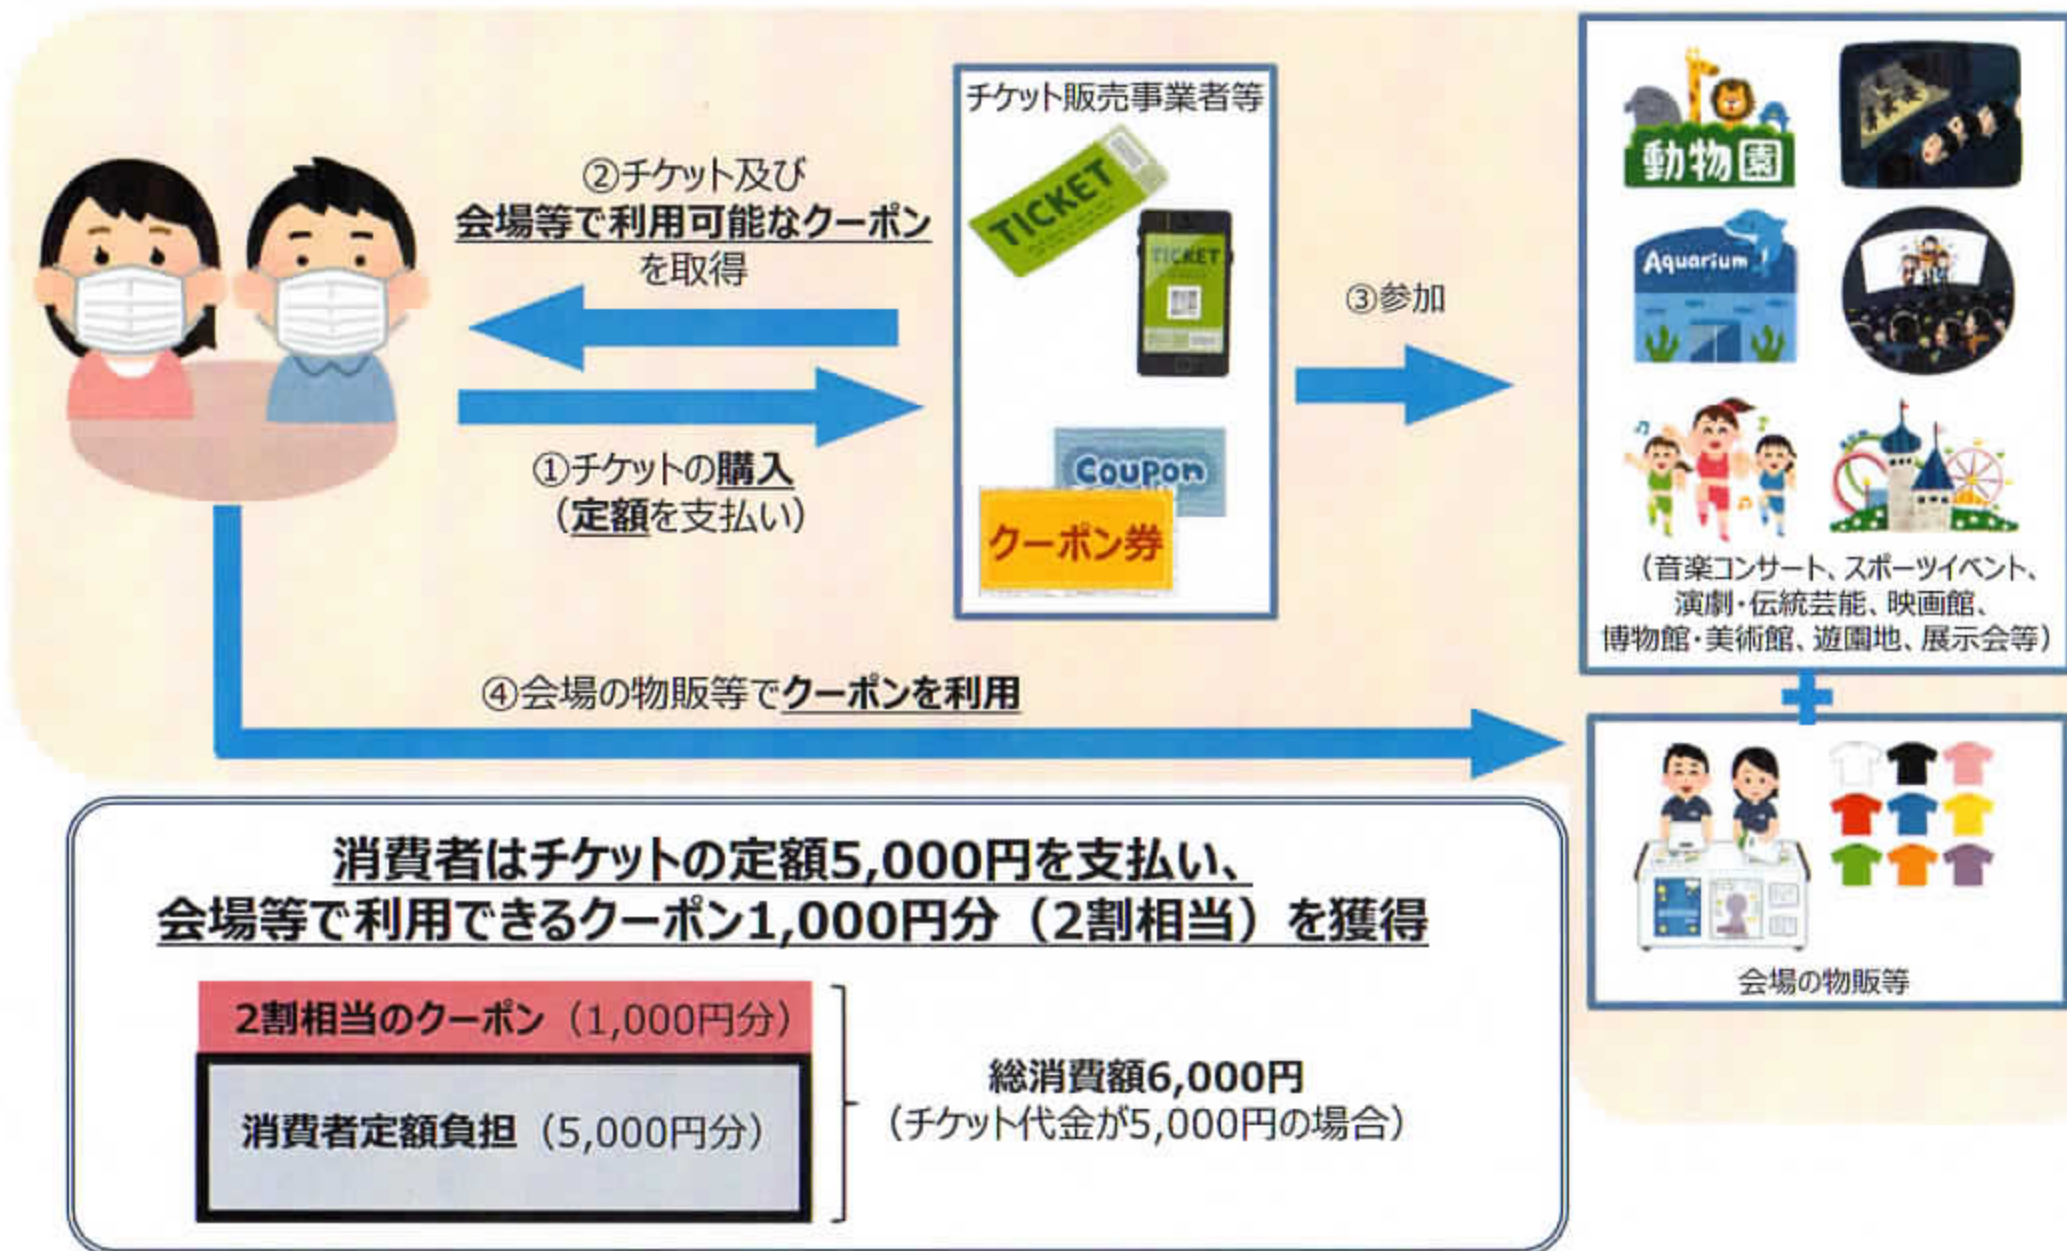 チケット販売事業者等
TICKET
TICKET
Coupon
クーポン券
②チケット及び
会場等で利用可能なクーポン
を取得
①チケットの購入
（定額を支払い）
③参加
動物園
Aquarium
（音楽コンサート、スポーツイベント、
演劇・伝統芸能、映画館、
博物館・美術館、遊園地、展示会等）
④会場の物販等でクーポンを利用
会場の物販等
消費者はチケットの定額5,000円を支払い、
会場等で利用できるクーポン1,000円分（2割相当）を獲得
2割相当のクーポン（1,000円分）
消費者定額負担（5,000円分）
総消費額6,000円
（チケット代金が5,000円の場合）